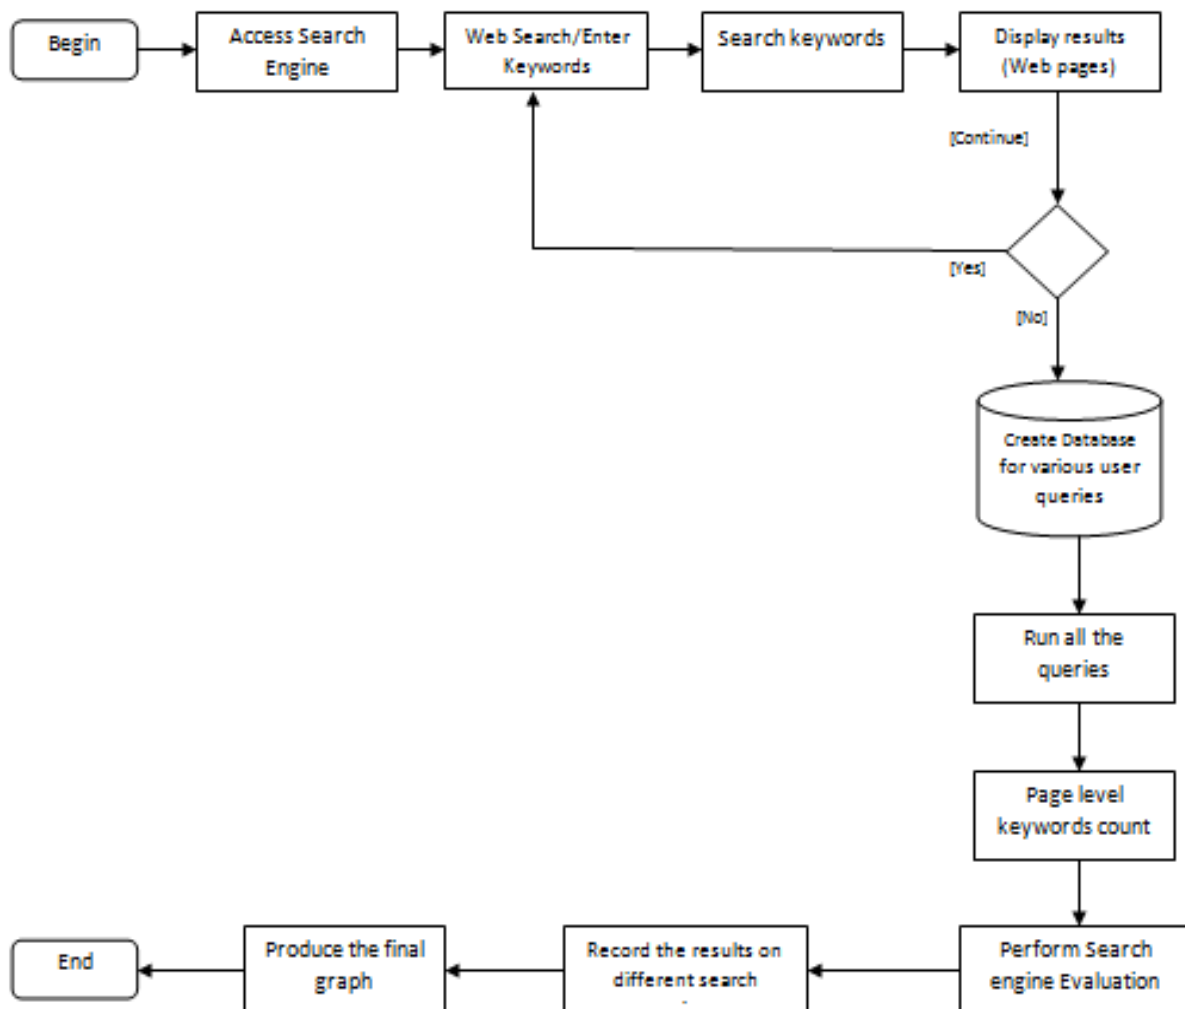 Begin
Access Search
Engine
Web Search/Enter
Keywords
Search keywords
Display results
(Web pages)
[Continue]
[Yes]
[No]
Create Database
for various user
queries
Run all the
queries
Page level
keywords count
Perform Search
engine Evaluation
Record the results on
different search
Produce the final
graph
End